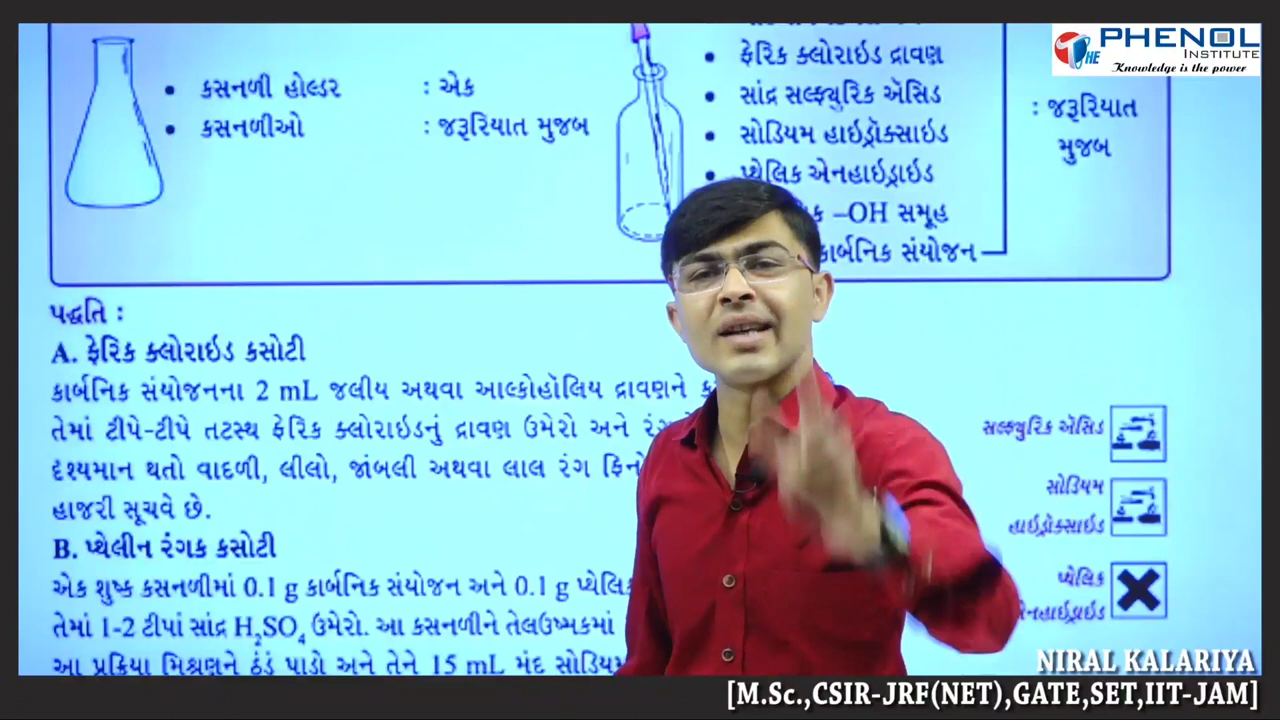 THE PHENOL
INSTITUTE
Knowledge is the power
• કસનળી હોલ્ડર : એક
• કસનળીઓ : જરૂરિયાત મુજબ
• ફેરિક ક્લોરાઇડ દ્રાવણ
• સાંદ્ર સલ્ફ્યુરિક ઍસિડ
• સોડિયમ હાઇડ્રૉક્સાઇડ
• પ્થેલિક એનહાઇડ્રાઇડ
–OH સમૂહ
કાર્બનિક સંયોજન
: જરૂરિયાત
મુજબ
પદ્ધતિ :
A. ફેરિક ક્લોરાઇડ કસોટી
કાર્બનિક સંયોજનના 2 mL જલીય અથવા આલ્કોહૉલિય દ્રાવણને
તેમાં ટીપે-ટીપે તટસ્થ ફેરિક ક્લોરાઇડનું દ્રાવણ ઉમેરો અને
દૃશ્યમાન થતો વાદળી, લીલો, જાંબલી અથવા લાલ રંગ
હાજરી સૂચવે છે.
B. પ્થેલીન રંગક કસોટી
એક શુષ્ક કસનળીમાં 0.1 g કાર્બનિક સંયોજન અને 0.1 g
તેમાં 1-2 ટીપાં સાંદ્ર H₂SO₄ ઉમેરો. આ કસનળીને તેલઉષ્મકમાં
આ પ્રક્રિયા મિશ્રણને ઠંડું પાડો અને તેને 15 mL મંદ
સલ્ફ્યુરિક ઍસિડ
સોડિયમ
હાઇડ્રૉક્સાઇડ
પ્થેલિક
NIRAL KALARIYA
[M.Sc.,CSIR-JRF(NET),GATE,SET,IIT-JAM]